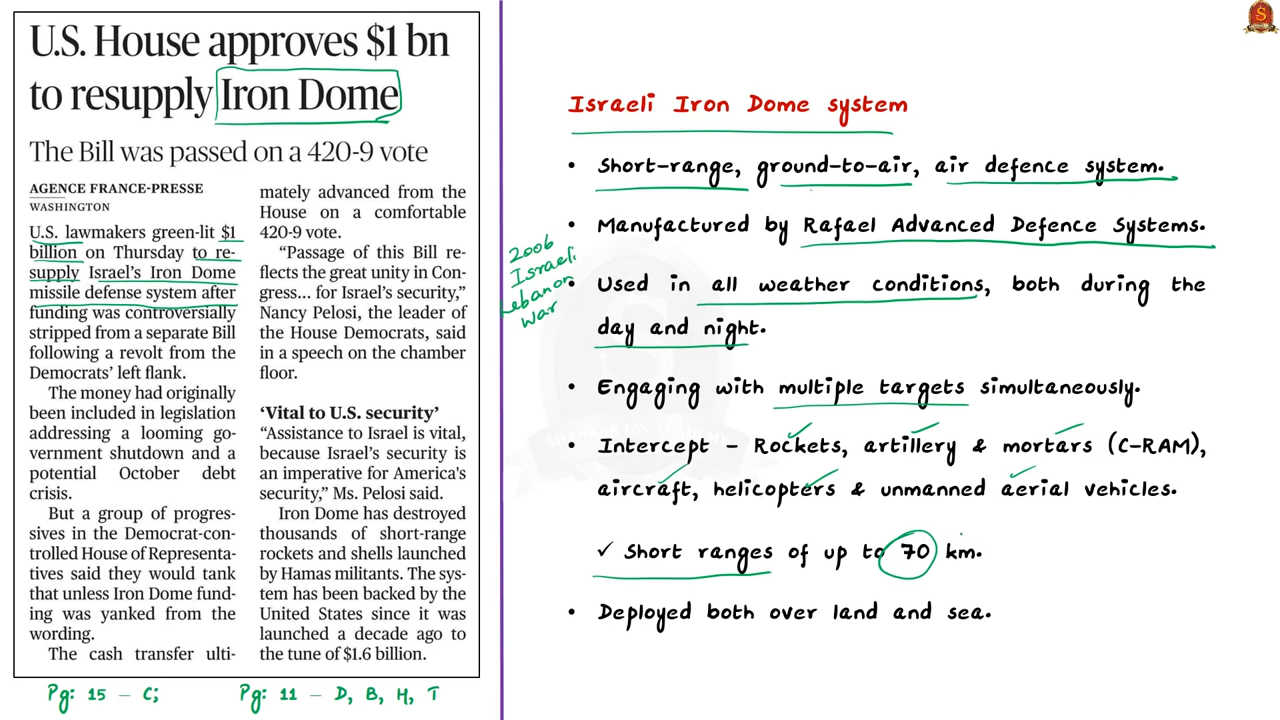 U.S. House approves $1 bn
to resupply Iron Dome
The Bill was passed on a 420-9 vote
AGENCE FRANCE-PRESSE
WASHINGTON
U.S. lawmakers green-lit $1
billion on Thursday to re-
supply Israel's Iron Dome
missile defense system after
funding was controversially
stripped from a separate Bill
following a revolt from the
Democrats' left flank.
The money had originally
been included in legislation
addressing a looming go-
vernment shutdown and a
potential October debt
crisis.
But a group of progres-
sives in the Democrat-con-
trolled House of Representa-
tives said they would tank
that unless Iron Dome fund-
ing was yanked from the
wording.
The cash transfer ulti-
mately advanced from the
House on a comfortable
420-9 vote.
"Passage of this Bill re-
flects the great unity in Con-
gress... for Israel's security,"
Nancy Pelosi, the leader of
the House Democrats, said
in a speech on the chamber
floor.
'Vital to U.S. security'
"Assistance to Israel is vital,
because Israel's security is
an imperative for America's
security," Ms. Pelosi said.
Iron Dome has destroyed
thousands of short-range
rockets and shells launched
by Hamas militants. The sys-
tem has been backed by the
United States since it was
launched a decade ago to
the tune of $1.6 billion.
Pg: 15 – C; Pg: 11 – D, B, H, T
Israeli Iron Dome system
• Short-range, ground-to-air, air defence system.
• Manufactured by Rafael Advanced Defence Systems.
2006
Israeli
Lebanon
War
• Used in all weather conditions, both during the
day and night.
• Engaging with multiple targets simultaneously.
• Intercept – Rockets, artillery & mortars (C-RAM),
aircraft, helicopters & unmanned aerial vehicles.
✓ Short ranges of up to 70 km.
• Deployed both over land and sea.